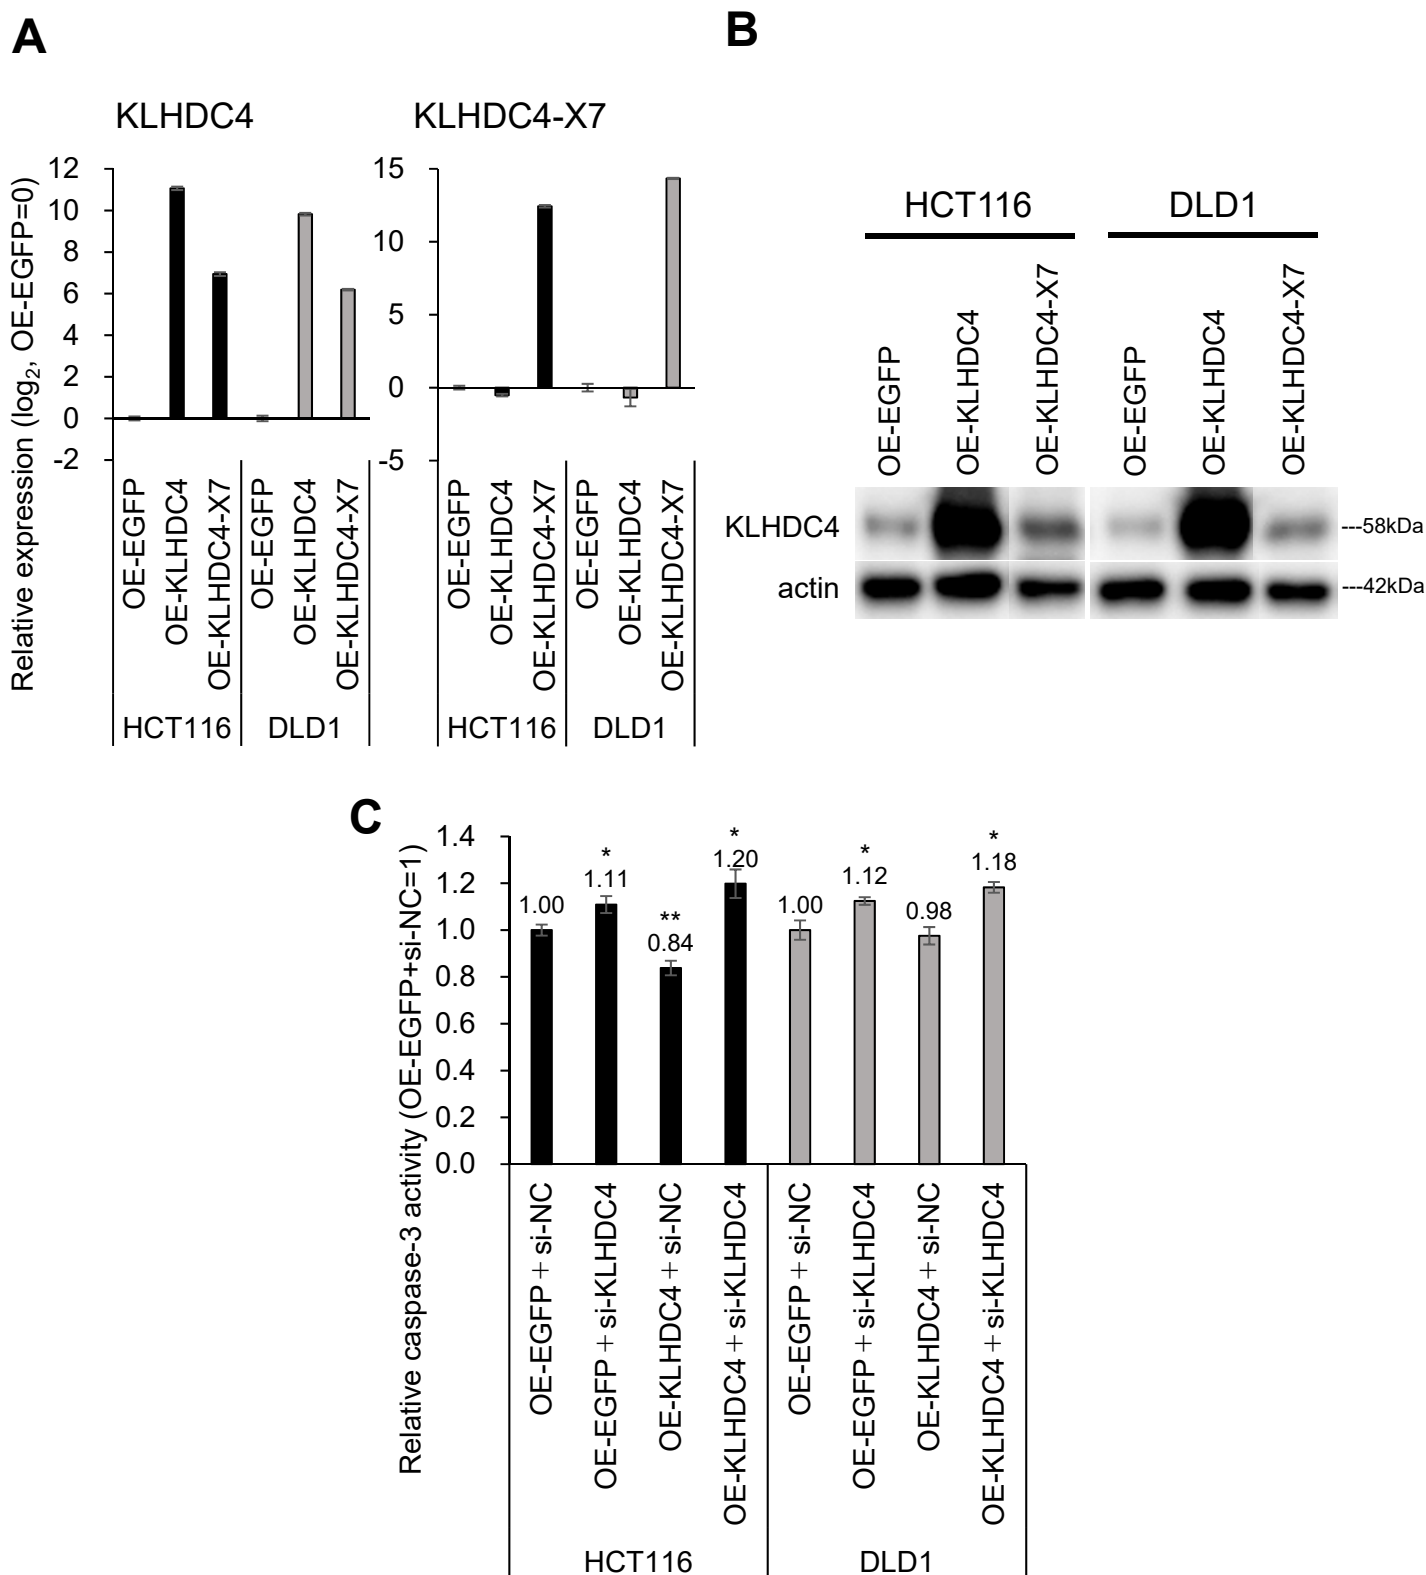 A
KLHDC4
KLHDC4-X7
Relative expression (log2, OE-EGFP=0)
12
10
8
6
4
2
0
-2
15
10
5
0
-5
OE-EGFP
OE-KLHDC4
OE-KLHDC4-X7
OE-EGFP
OE-KLHDC4
OE-KLHDC4-X7
HCT116
DLD1
OE-EGFP
OE-KLHDC4
OE-KLHDC4-X7
OE-EGFP
OE-KLHDC4
OE-KLHDC4-X7
HCT116
DLD1
B
HCT116
DLD1
OE-EGFP
OE-KLHDC4
OE-KLHDC4-X7
OE-EGFP
OE-KLHDC4
OE-KLHDC4-X7
KLHDC4
---58kDa
actin
---42kDa
C
Relative caspase-3 activity (OE-EGFP+si-NC=1)
1.4
1.2
1.0
0.8
0.6
0.4
0.2
0.0
1.00
*
1.11
**
0.84
*
1.20
1.00
*
1.12
0.98
*
1.18
OE-EGFP+si-NC
OE-EGFP+si-KLHDC4
OE-KLHDC4+si-NC
OE-KLHDC4+si-KLHDC4
OE-EGFP+si-NC
OE-EGFP+si-KLHDC4
OE-KLHDC4+si-NC
OE-KLHDC4+si-KLHDC4
HCT116
DLD1